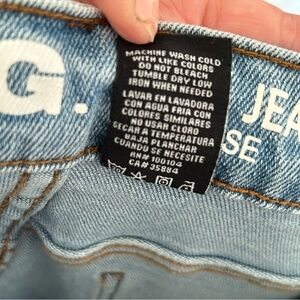 G.
MACHINE WASH COLD
WITH LIKE COLORS
DO NOT BLEACH
TUMBLE DRY LOW
IRON WHEN NEEDED
LAVAR EN LAVADORA
CON AGUA FRIA CON
COLORES SIMILARES
NO USAR CLORO
SECAR A TEMPERATURA
BAJA PLANCHAR
CUANDO SE NECESITE
RN# 100104
CA# 35884
JEA
SE